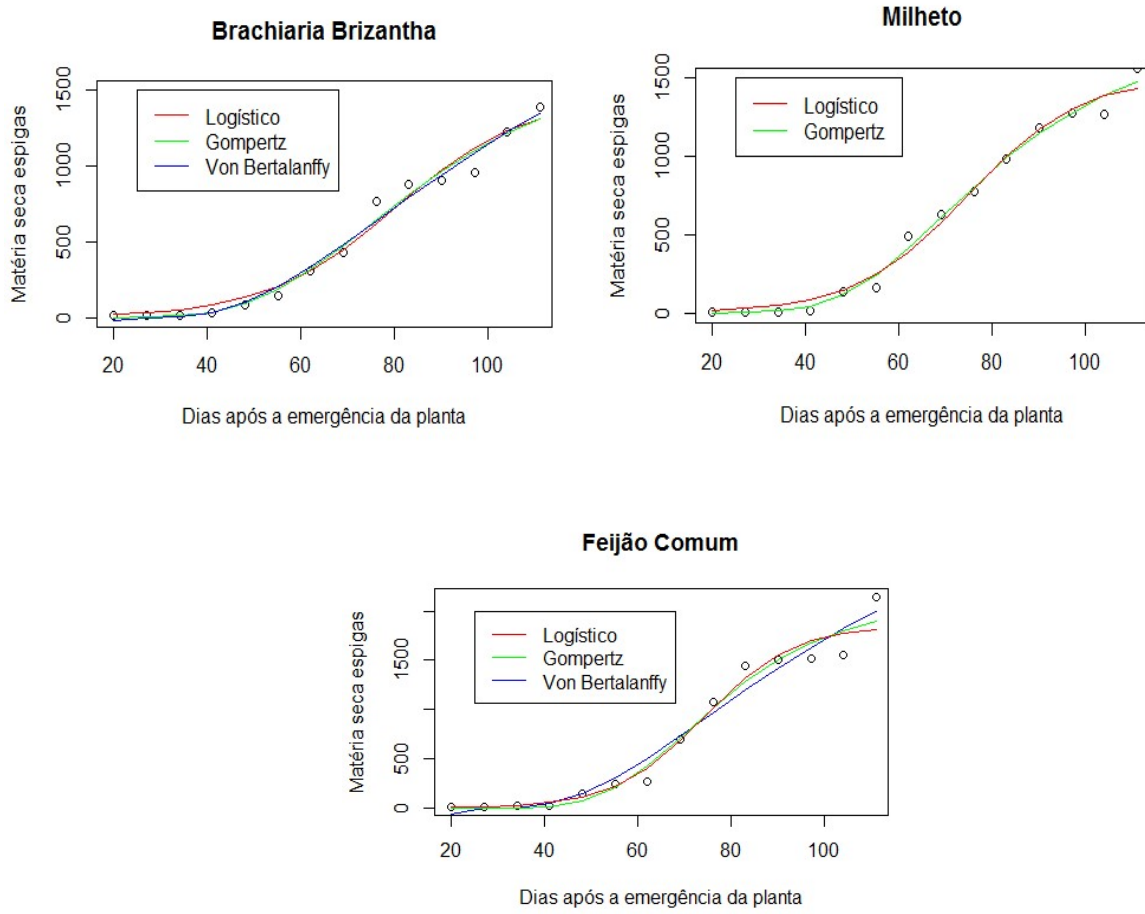 Brachiaria Brizantha
Matéria seca espigas
0 500 1000 1500
Logístico
Gompertz
Von Bertalanffy
20 40 60 80 100
Dias após a emergência da planta
Milheto
Matéria seca espigas
0 500 1000 1500
Logístico
Gompertz
20 40 60 80 100
Dias após a emergência da planta
Feijão Comum
Matéria seca espigas
0 500 1500
Logístico
Gompertz
Von Bertalanffy
20 40 60 80 100
Dias após a emergência da planta